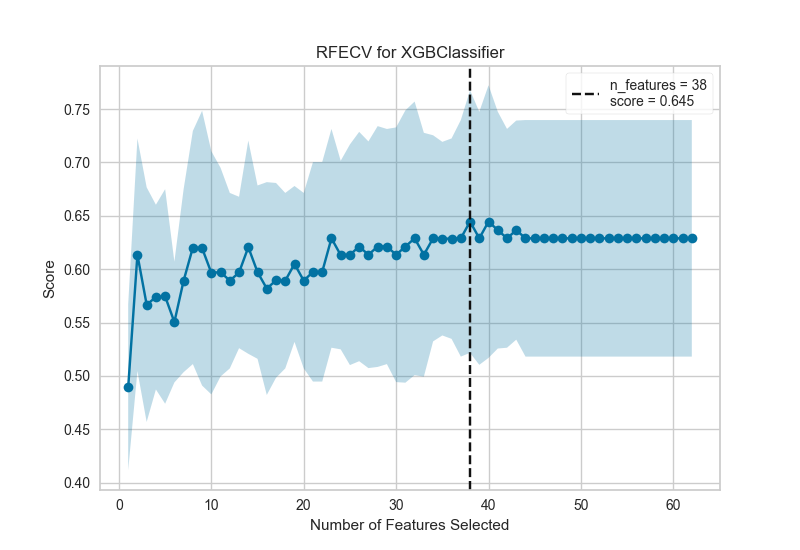 RFECV for XGBClassifier
n_features = 38
score = 0.645
Score
0.75
0.70
0.65
0.60
0.55
0.50
0.45
0.40
0 10 20 30 40 50 60
Number of Features Selected